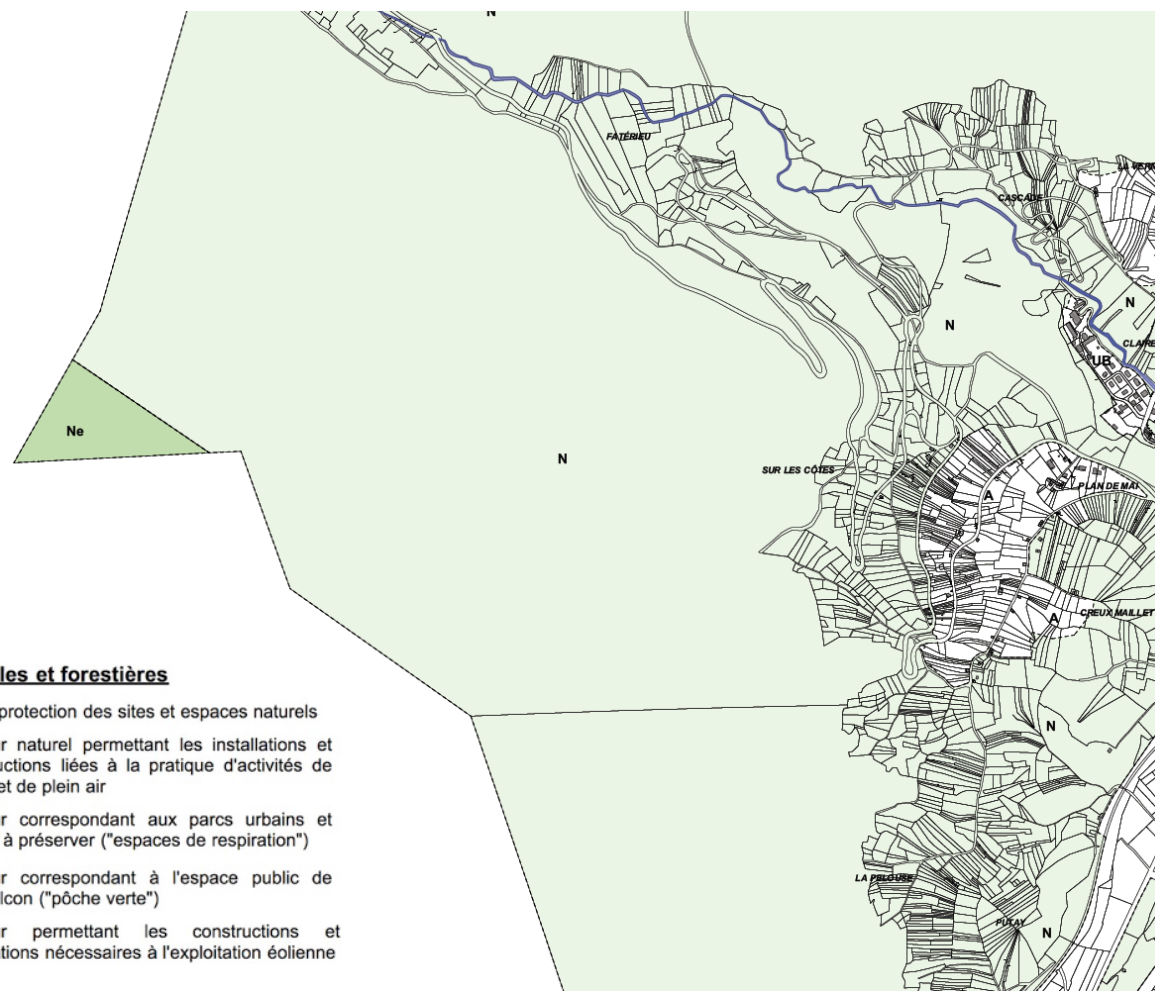 N
FATÉRIEU
CASCADE
N
N
CLAIRE
UB
Ne
N
SUR LES CÔTES
A
PLAN DE MAI
CREUX MAILLET
A
les et forestières
protection des sites et espaces naturels
r naturel permettant les installations et
uctions liées à la pratique d'activités de
et de plein air
N
r correspondant aux parcs urbains et
à préserver ("espaces de respiration")
r correspondant à l'espace public de
lcon ("pôche verte")
LA PELOUSE
r permettant les constructions et
tions nécessaires à l'exploitation éolienne
PUTAY
N